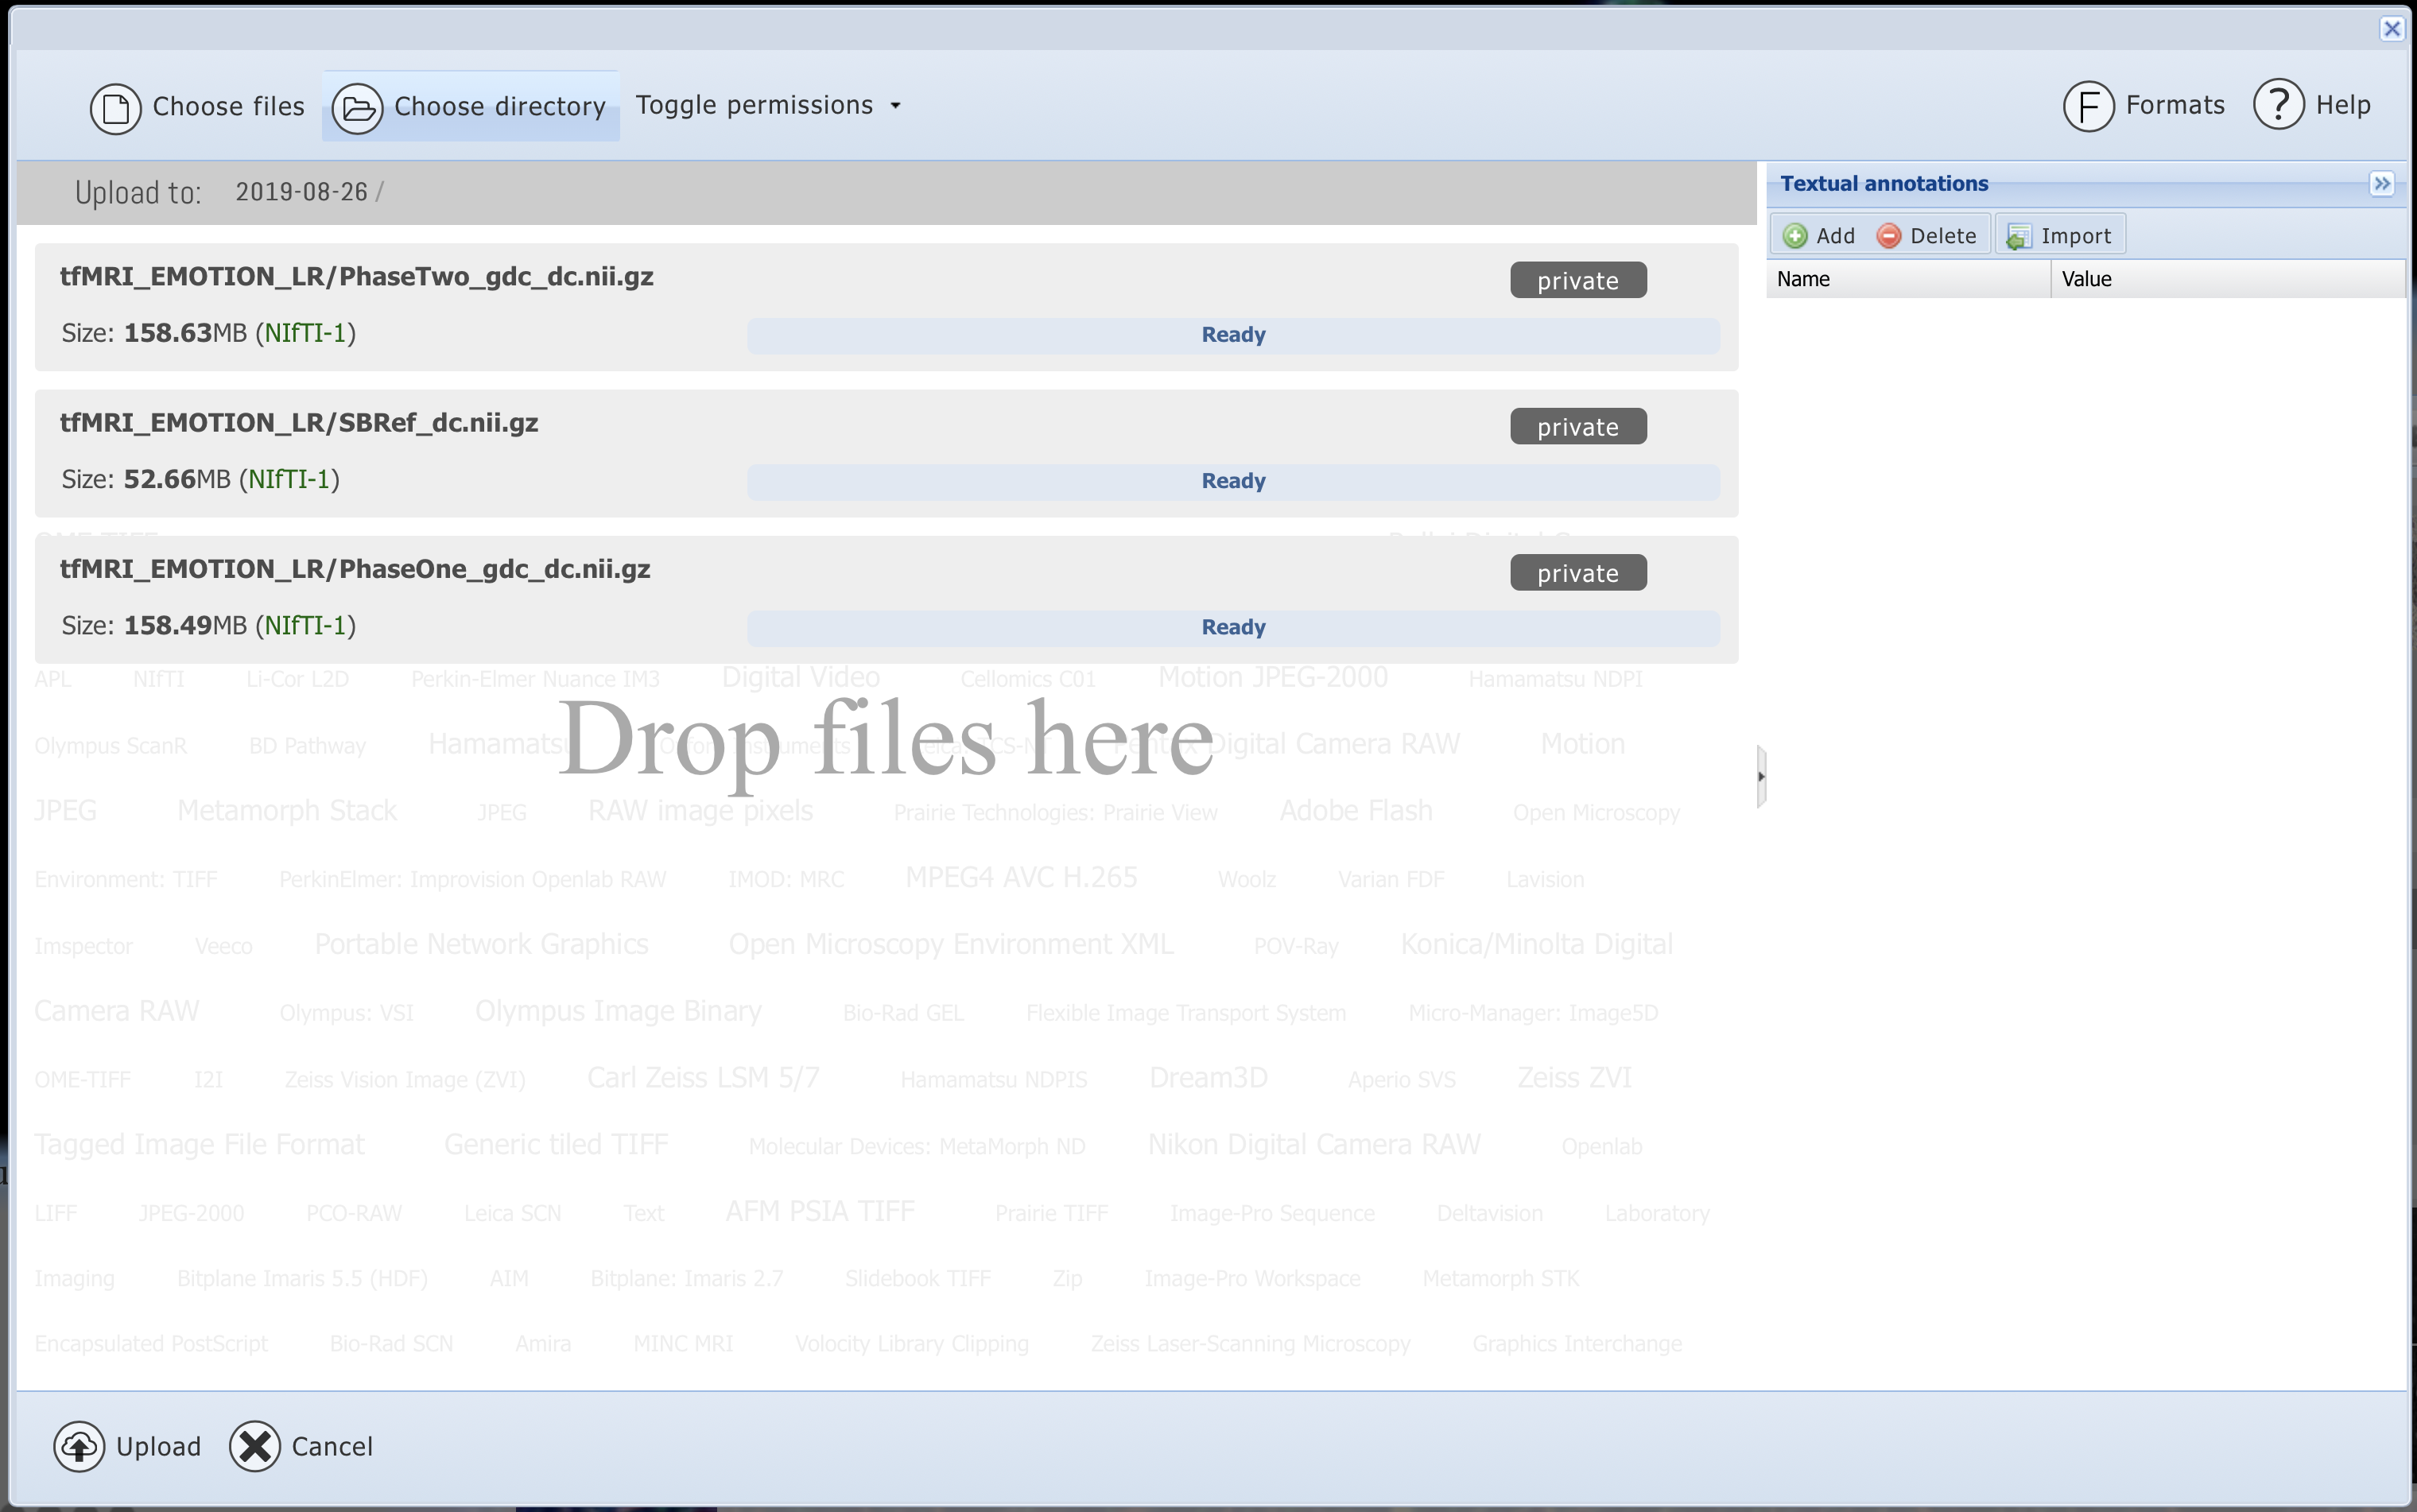 Choose files Choose directory Toggle permissions Formats Help
Upload to: 2019-08-26 /
tfMRI_EMOTION_LR/PhaseTwo_gdc_dc.nii.gz private
Size: 158.63MB (NIfTI-1) Ready
tfMRI_EMOTION_LR/SBRef_dc.nii.gz private
Size: 52.66MB (NIfTI-1) Ready
tfMRI_EMOTION_LR/PhaseOne_gdc_dc.nii.gz private
Size: 158.49MB (NIfTI-1) Ready
APL NIfTI Li-Cor L2D Perkin-Elmer Nuance IM3 Digital Video Cellomics C01 Motion JPEG-2000 Hamamatsu NDPI
Drop files here
Olympus ScanR BD Pathway Hamamatsu Digital Camera RAW Motion
JPEG Metamorph Stack JPEG RAW image pixels Prairie Technologies: Prairie View Adobe Flash Open Microscopy
Environment: TIFF PerkinElmer: Improvision Openlab RAW IMOD: MRC MPEG4 AVC H.265 Woolz Varian FDF Lavision
Imspector Veeco Portable Network Graphics Open Microscopy Environment XML POV-Ray Konica/Minolta Digital
Camera RAW Olympus: VSI Olympus Image Binary Bio-Rad GEL Flexible Image Transport System Micro-Manager: Image5D
OME-TIFF I2I Zeiss Vision Image (ZVI) Carl Zeiss LSM 5/7 Hamamatsu NDPIS Dream3D Aperio SVS Zeiss ZVI
Tagged Image File Format Generic tiled TIFF Molecular Devices: MetaMorph ND Nikon Digital Camera RAW Openlab
LIFF JPEG-2000 PCO-RAW Leica SCN Text AFM PSIA TIFF Prairie TIFF Image-Pro Sequence Deltavision Laboratory
Imaging Bitplane Imaris 5.5 (HDF) AIM Bitplane: Imaris 2.7 Slidebook TIFF Zip Image-Pro Workspace Metamorph STK
Encapsulated PostScript Bio-Rad SCN Amira MINC MRI Volocity Library Clipping Zeiss Laser-Scanning Microscopy Graphics Interchange
Textual annotations
Add Delete Import
Name Value
Upload Cancel